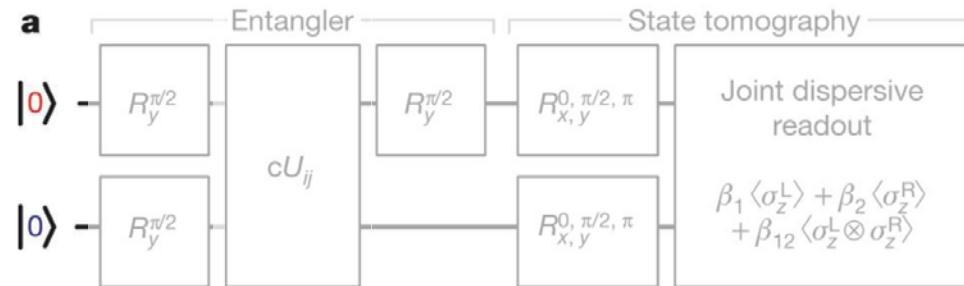 a
Entangler
State tomography
|0⟩
R_y^{π/2}
cU_{ij}
R_y^{π/2}
R_{x, y}^{0, π/2, π}
Joint dispersive
readout
|0⟩
R_y^{π/2}
R_{x, y}^{0, π/2, π}
β_1 ⟨σ_z^L⟩ + β_2 ⟨σ_z^R⟩
+ β_{12} ⟨σ_z^L ⊗ σ_z^R⟩